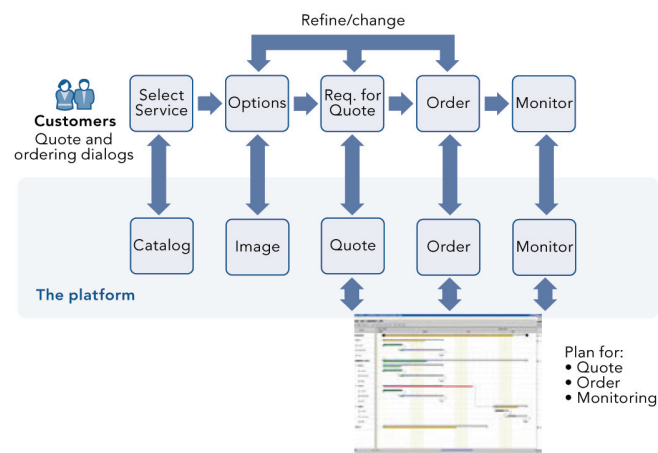 Refine/change
Customers
Quote and
ordering dialogs
Select
Service
Options
Req. for
Quote
Order
Monitor
Catalog
Image
Quote
Order
Monitor
The platform
Plan for:
• Quote
• Order
• Monitoring